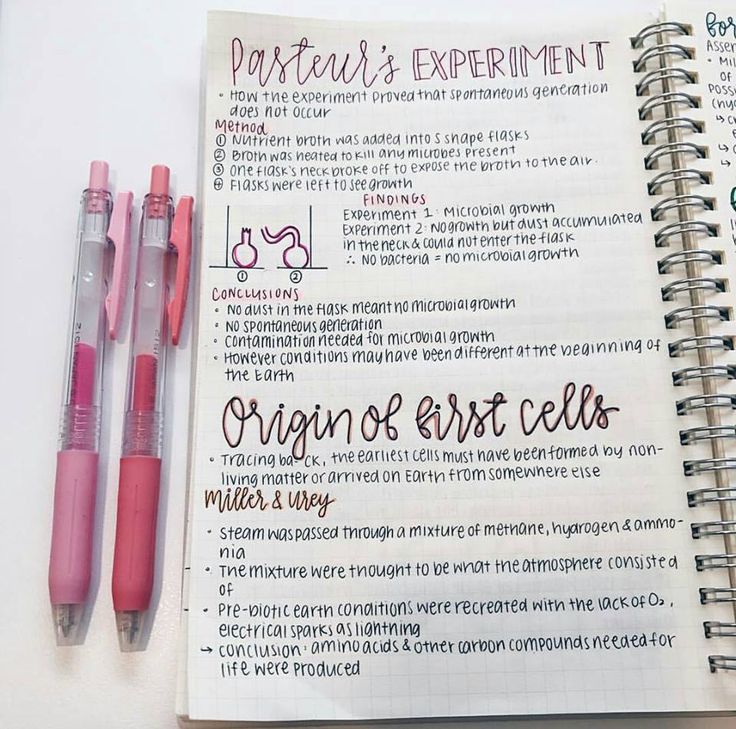 Pasteur's EXPERIMENT
• How the experiment proved that spontaneous generation
does not occur
Method
① Nutrient broth was added into S shape flasks
② Broth was heated to kill any microbes present
③ One flask's neck broke off to expose the broth to the air.
④ Flasks were left to see growth
FINDINGS
Experiment 1: Microbial growth
Experiment 2: No growth but dust accumulated
in the neck & could not enter the flask
∴ No bacteria = no microbial growth
① ②
CONCLUSIONS
• No dust in the flask meant no microbial growth
• No spontaneous generation
• Contamination needed for microbial growth
• However conditions may have been different at the beginning of
the Earth
Origin of first cells
• Tracing back, the earliest cells must have been formed by non-
living matter or arrived on Earth from somewhere else
Miller & Urey
• Steam was passed through a mixture of methane, hydrogen & ammo-
nia
• The mixture were thought to be what the atmosphere consisted
of
• Pre-biotic earth conditions were recreated with the lack of O₂,
electrical sparks as lightning
→ conclusion: amino acids & other carbon compounds needed for
life were produced